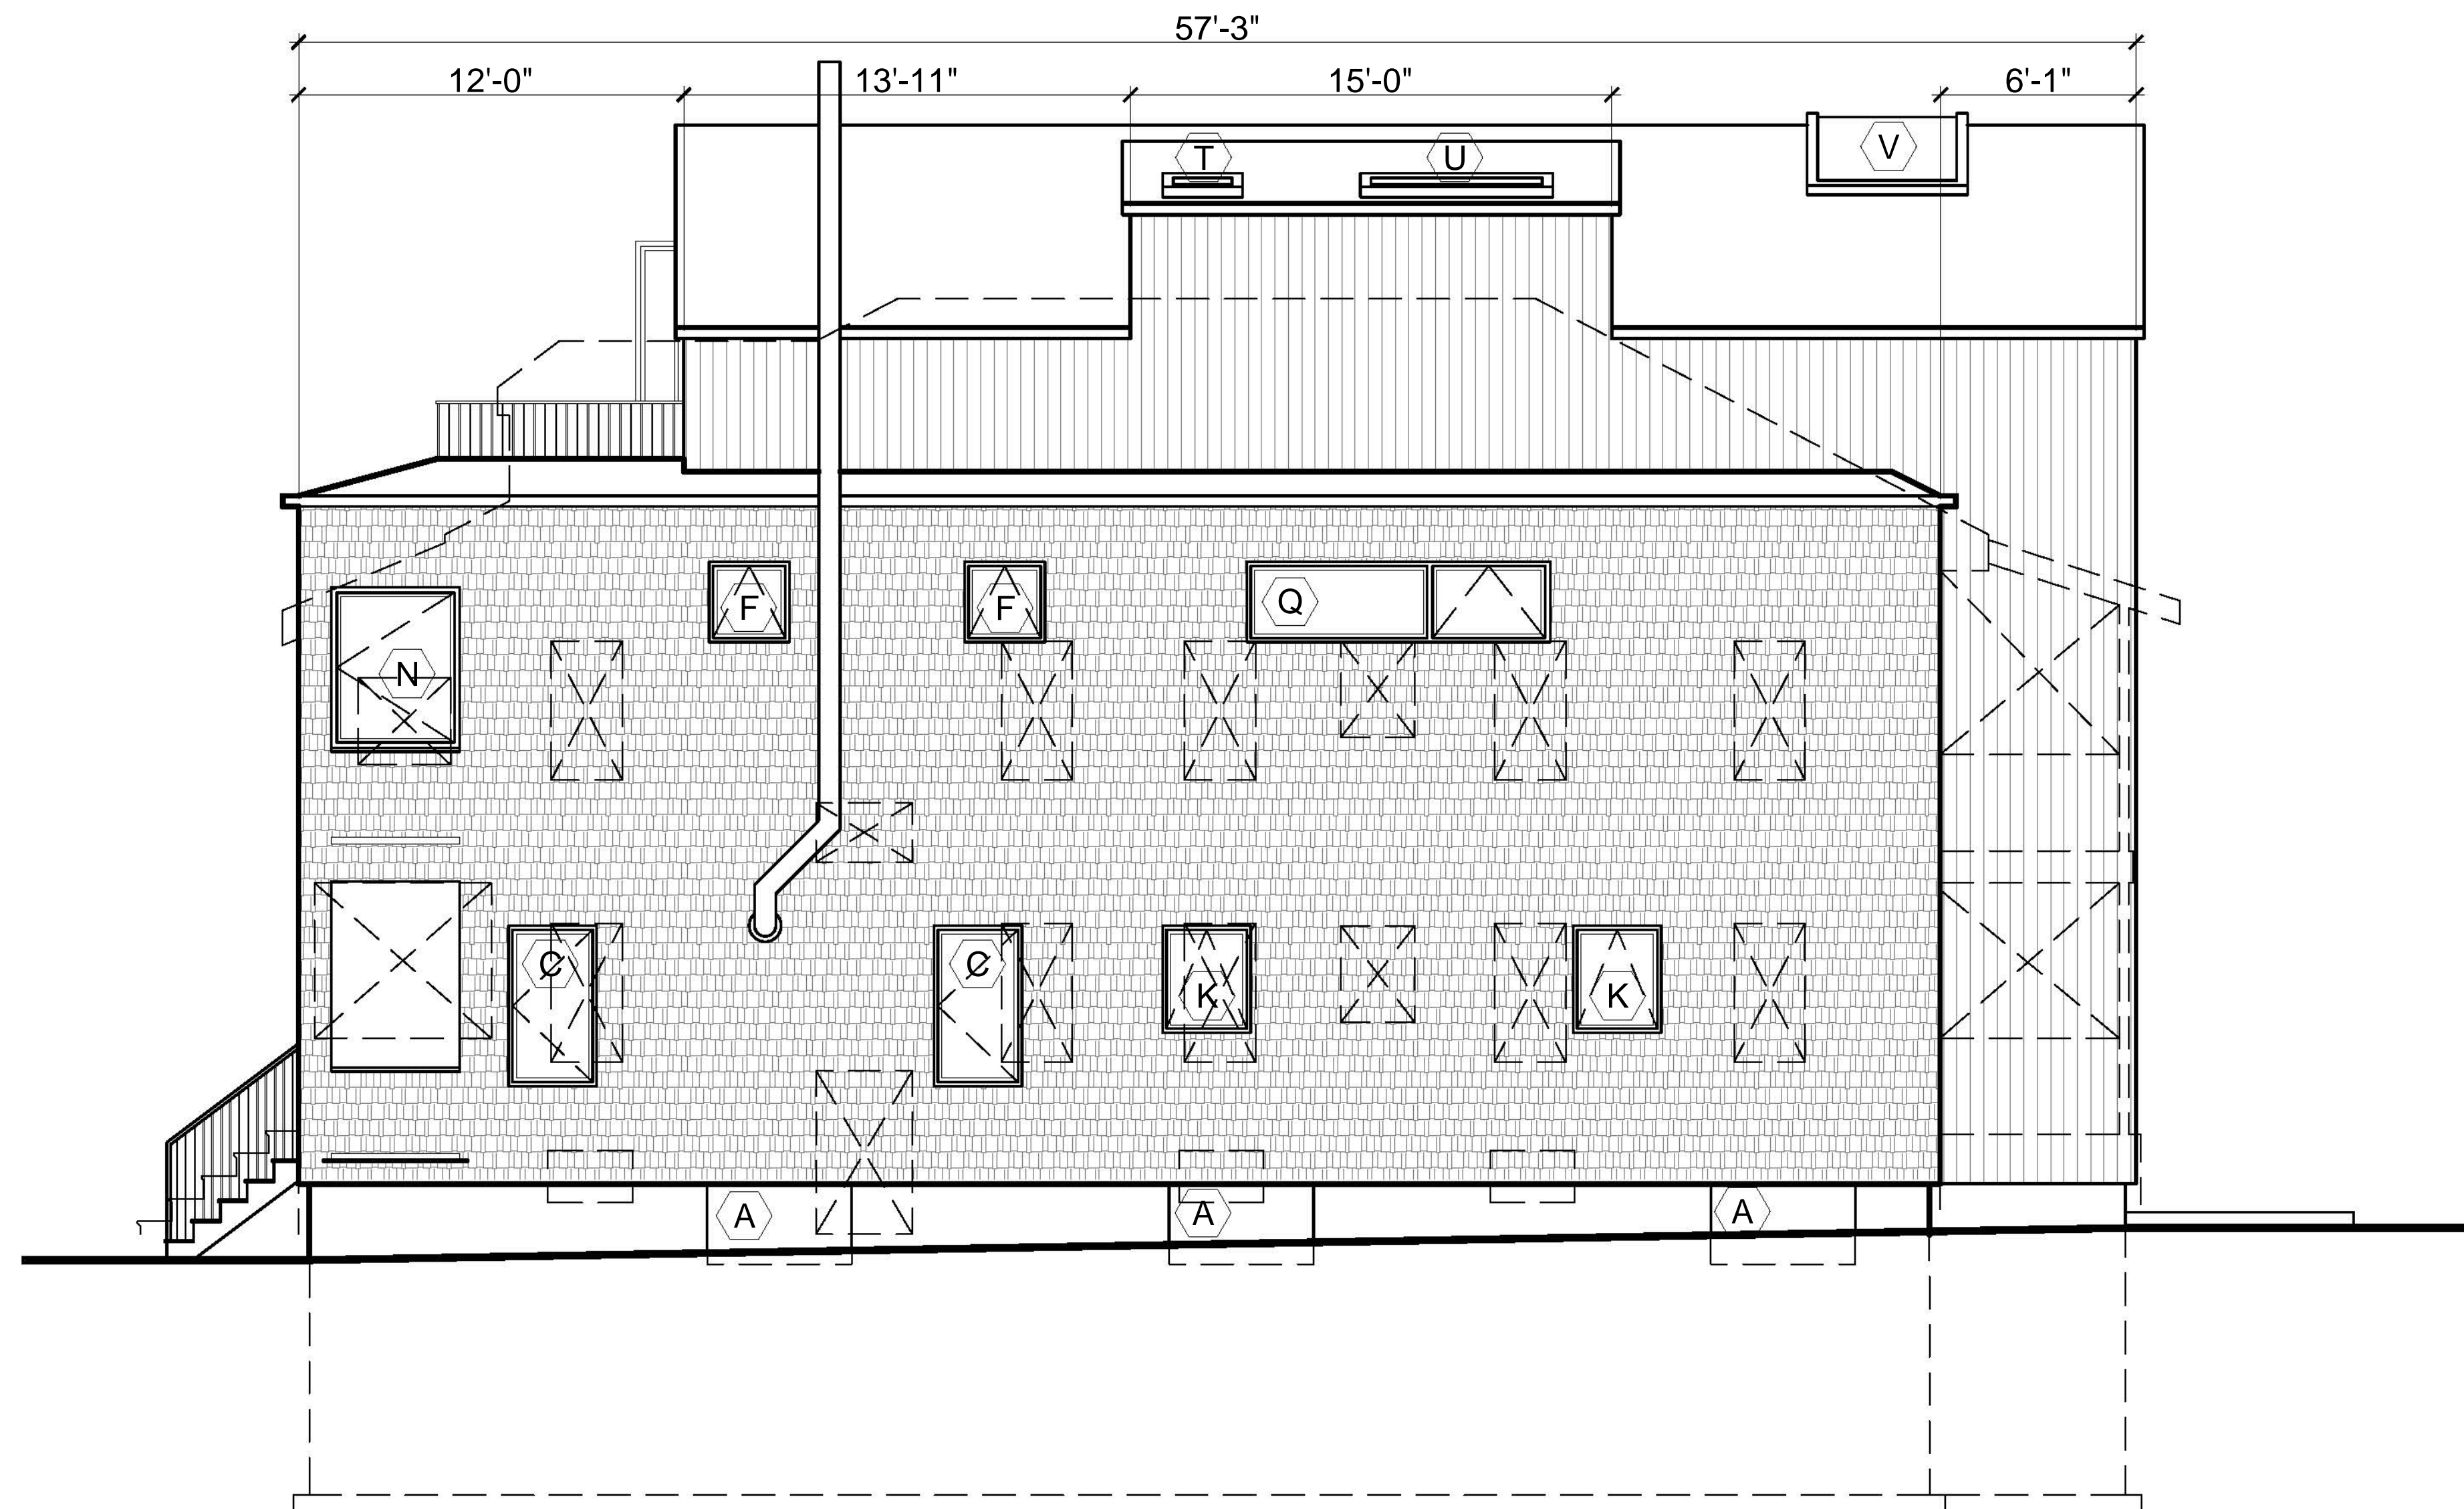 57'-3"
12'-0" 13'-11" 15'-0" 6'-1"
T U V
F F Q
N
C C K K
A A A